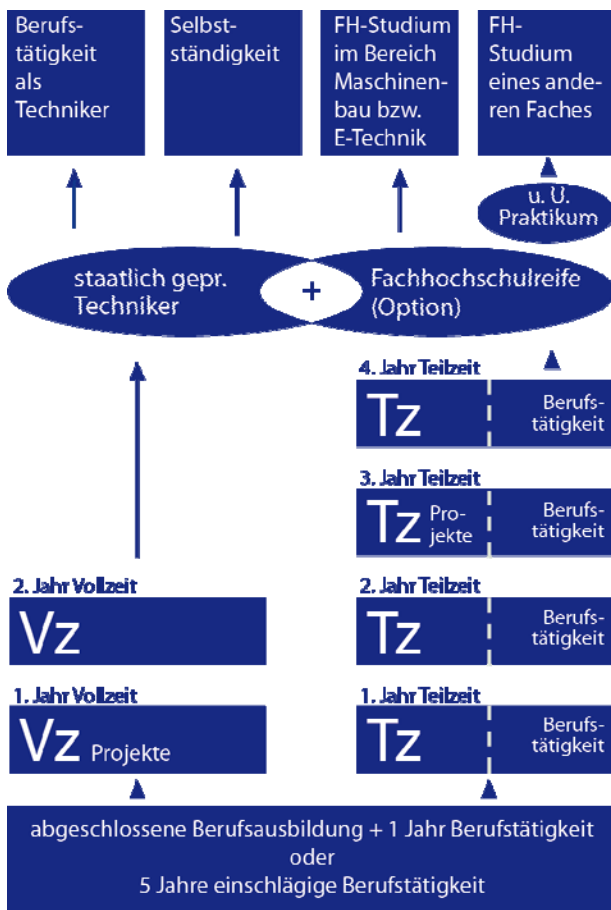 Berufs-
tätigkeit
als
Techniker
Selbst-
ständigkeit
FH-Studium
im Bereich
Maschinen-
bau bzw.
E-Technik
FH-
Studium
eines ande-
ren Faches
u. U.
Praktikum
staatlich gepr.
Techniker
+
Fachhochschulreife
(Option)
4. Jahr Teilzeit
Tz
Berufs-
tätigkeit
3. Jahr Teilzeit
Tz Pro-
jekte
Berufs-
tätigkeit
2. Jahr Vollzeit
Vz
2. Jahr Teilzeit
Tz
Berufs-
tätigkeit
1. Jahr Vollzeit
Vz Projekte
1. Jahr Teilzeit
Tz
Berufs-
tätigkeit
abgeschlossene Berufsausbildung + 1 Jahr Berufstätigkeit
oder
5 Jahre einschlägige Berufstätigkeit